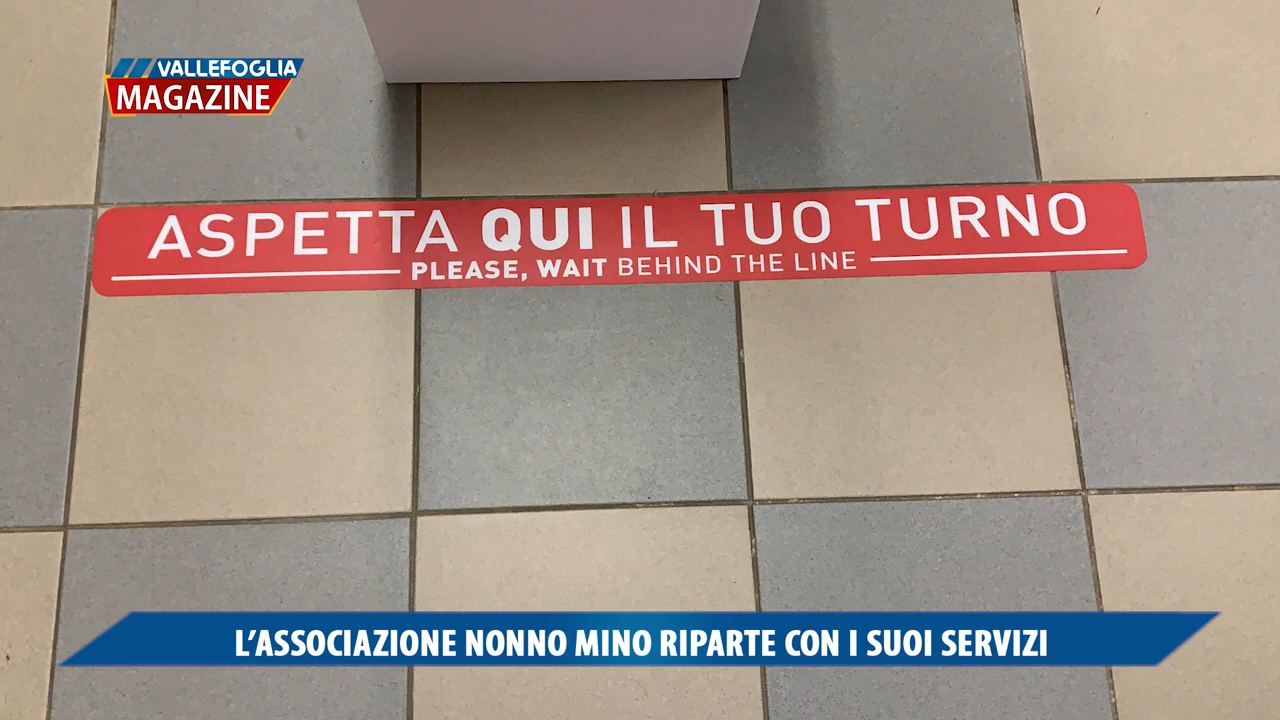 VALLEFOGLIA
MAGAZINE
ASPETTA QUI IL TUO TURNO
PLEASE, WAIT BEHIND THE LINE
L'ASSOCIAZIONE NONNO MINO RIPARTE CON I SUOI SERVIZI